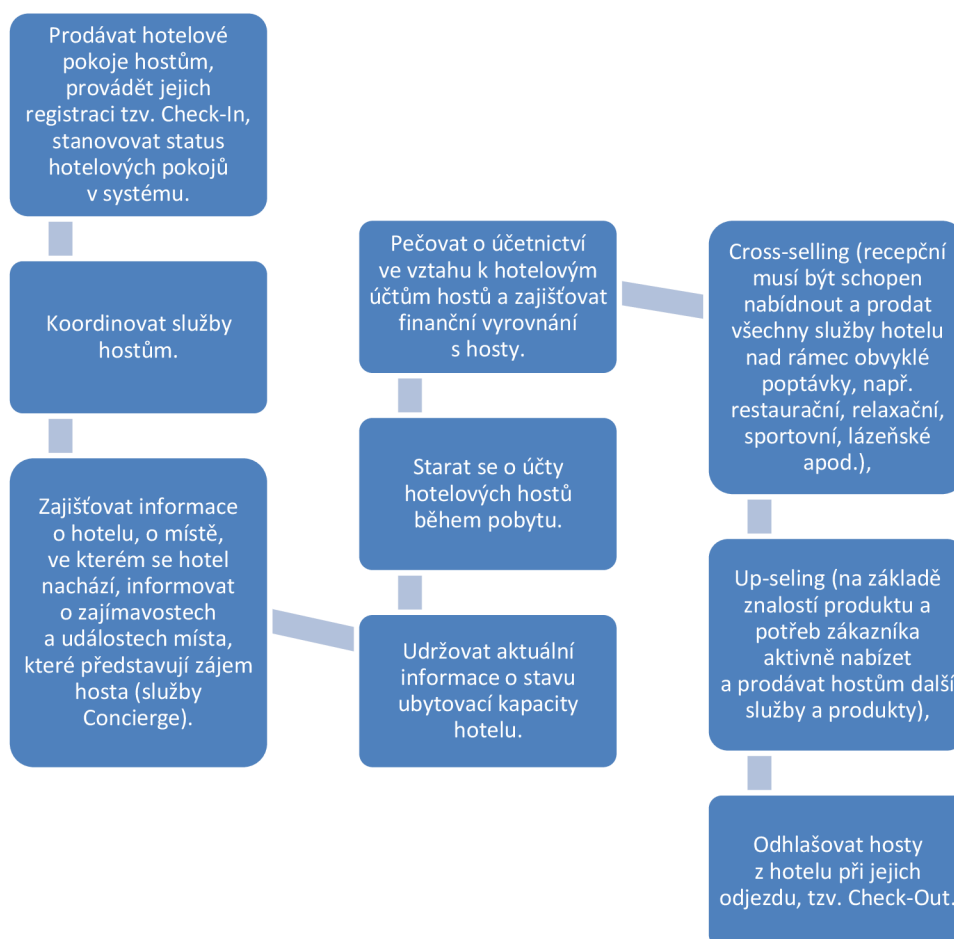 Prodávat hotelové
pokoje hostům,
provádět jejich
registraci tzv. Check-In,
stanovovat status
hotelových pokojů
v systému.
Koordinovat služby
hostům.
Zajišťovat informace
o hotelu, o místě,
ve kterém se hotel
nachází, informovat
o zajímavostech
a událostech místa,
které představují zájem
hosta (služby
Concierge).
Udržovat aktuální
informace o stavu
ubytovací kapacity
hotelu.
Starat se o účty
hotelových hostů
během pobytu.
Pečovat o účetnictví
ve vztahu k hotelovým
účtům hostů a zajišťovat
finanční vyrovnání
s hosty.
Cross-selling (recepční
musí být schopen
nabídnout a prodat
všechny služby hotelu
nad rámec obvyklé
poptávky, např.
restaurační, relaxační,
sportovní, lázeňské
apod.),
Up-seling (na základě
znalostí produktu a
potřeb zákazníka
aktivně nabízet
a prodávat hostům další
služby a produkty),
Odhlašovat hosty
z hotelu při jejich
odjezdu, tzv. Check-Out.